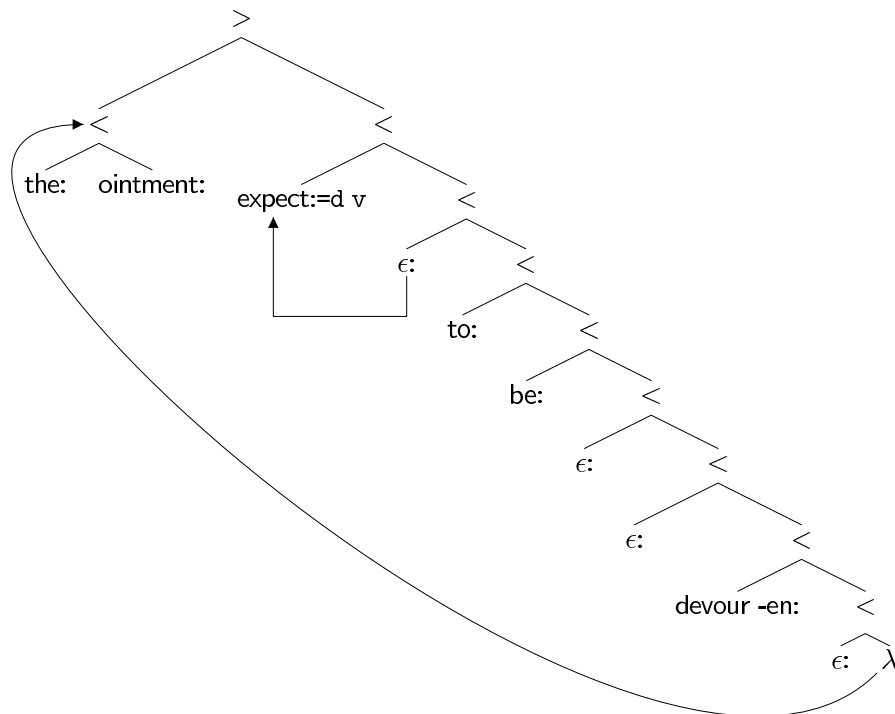 >
< <
the: ointment:
expect:=d v <
ϵ: <
to: <
be: <
ϵ: <
ϵ: <
devour -en: <
ϵ: λ